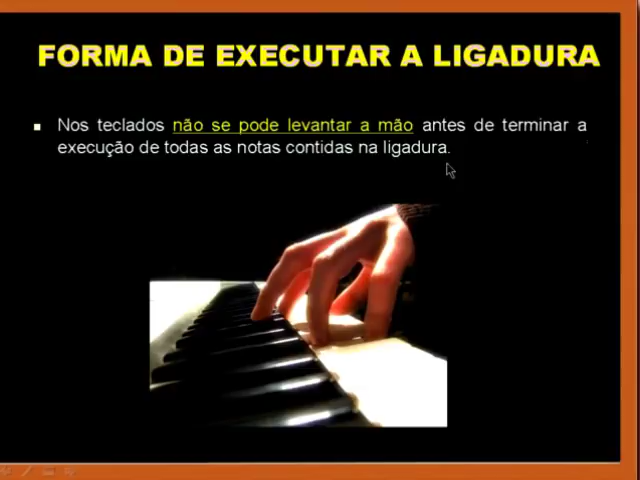 FORMA DE EXECUTAR A LIGADURA
Nos teclados não se pode levantar a mão antes de terminar a
execução de todas as notas contidas na ligadura.